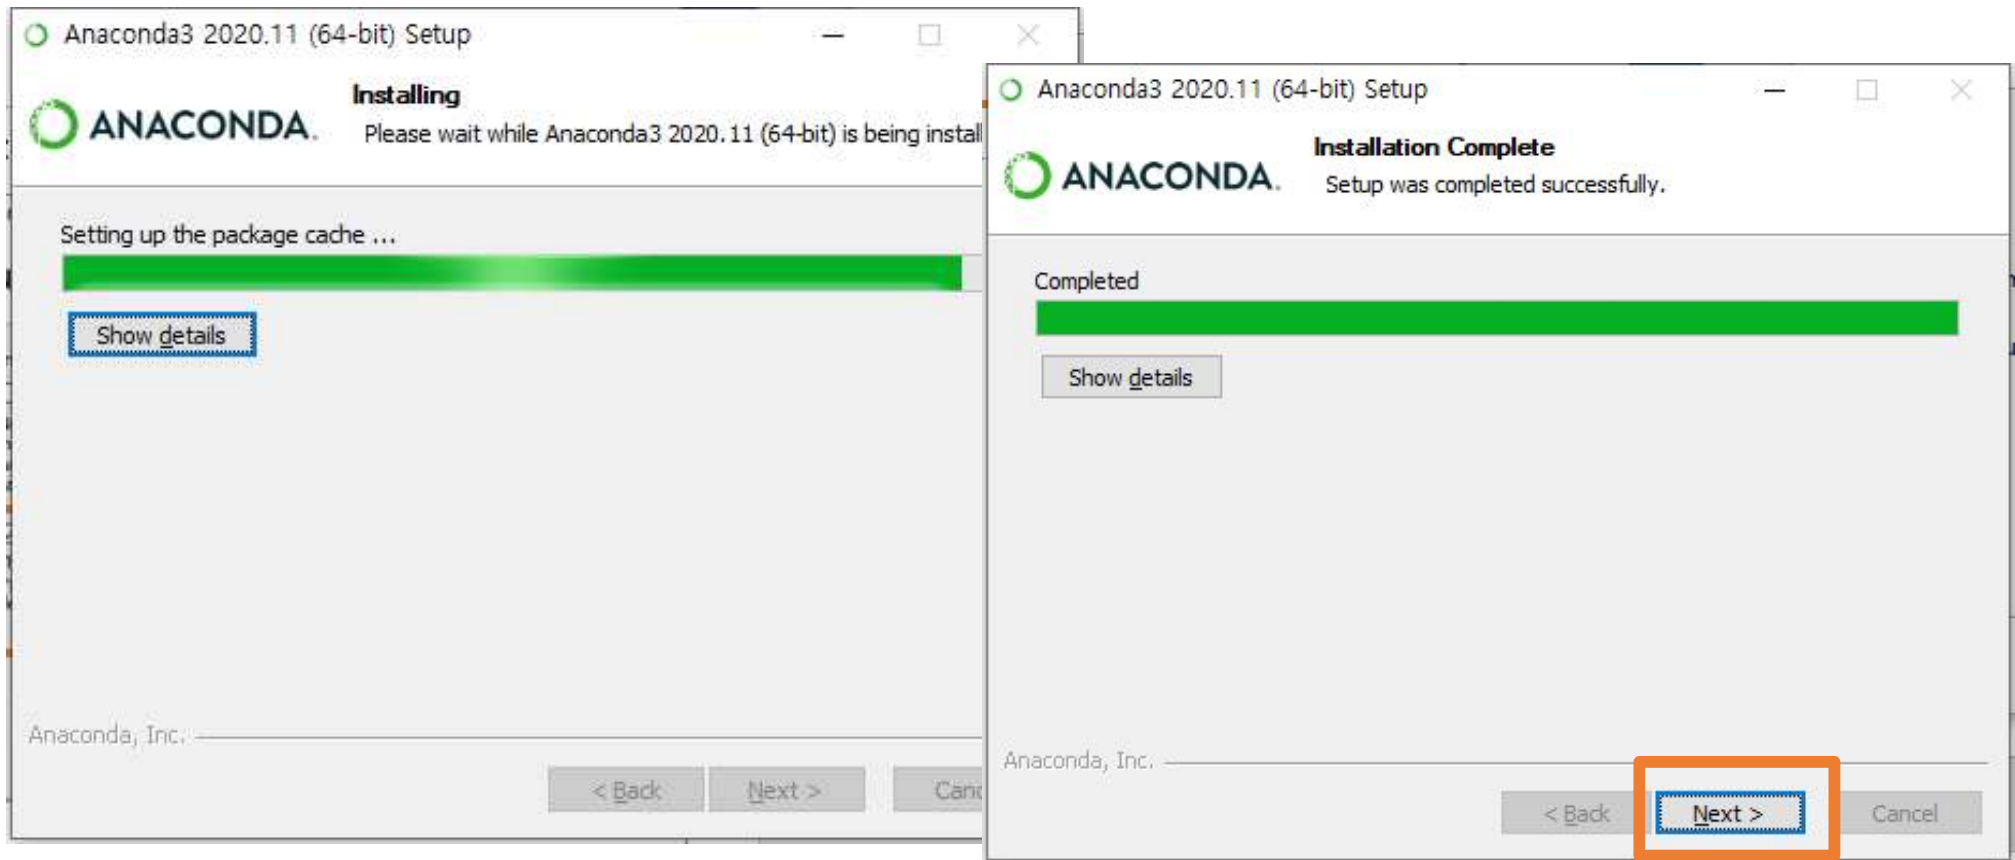 Anaconda3 2020.11 (64-bit) Setup
ANACONDA.
Installing
Please wait while Anaconda3 2020.11 (64-bit) is being
Setting up the package cache ...
Show details
Anaconda, Inc.
< Back
Next >
Anaconda3 2020.11 (64-bit) Setup
ANACONDA.
Installation Complete
Setup was completed successfully.
Completed
Show details
Anaconda, Inc.
< Back
Next >
Cancel